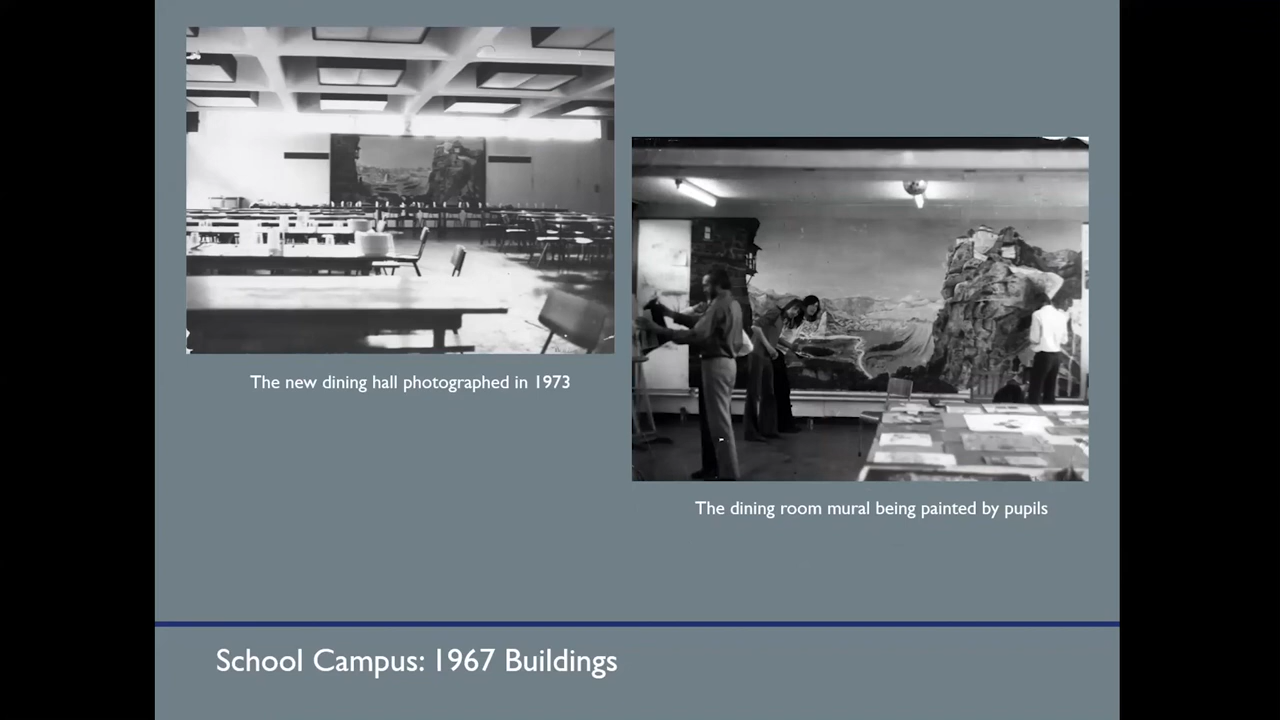 The new dining hall photographed in 1973
The dining room mural being painted by pupils
School Campus: 1967 Buildings